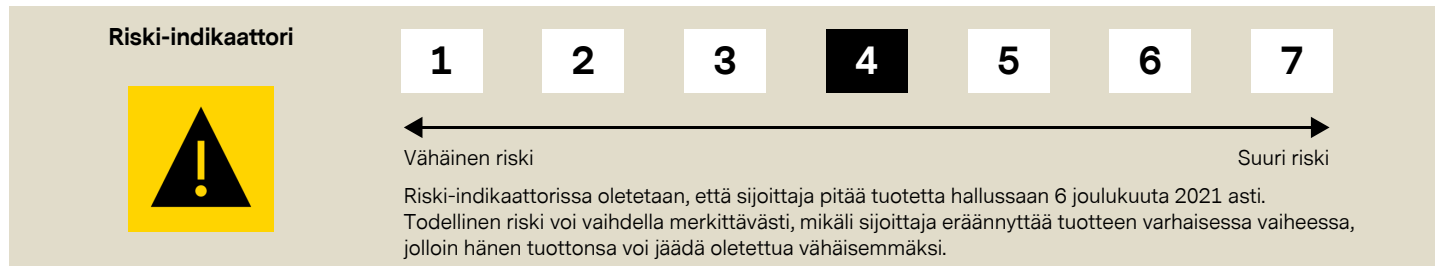 Riski-indikaattori
1 2 3 4 5 6 7
Vähäinen riski Suuri riski
Riski-indikaattorissa oletetaan, että sijoittaja pitää tuotetta hallussaan 6 joulukuuta 2021 asti.
Todellinen riski voi vaihdella merkittävästi, mikäli sijoittaja eräännyttää tuotteen varhaisessa vaiheessa,
jolloin hänen tuottonsa voi jäädä oletettua vähäisemmäksi.